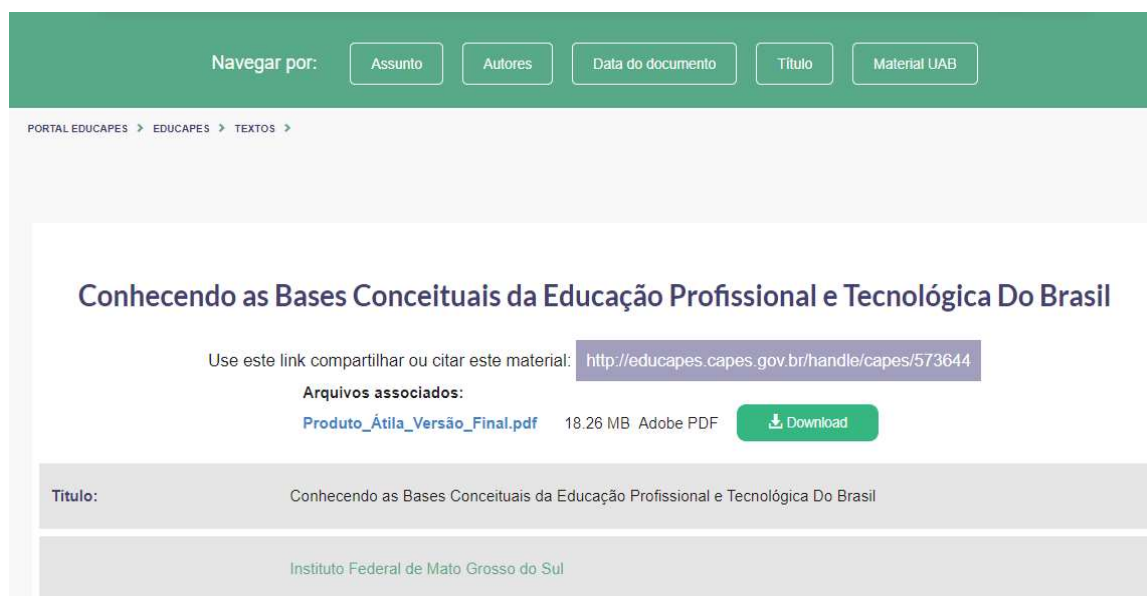 Navegar por: Assunto Autores Data do documento Título Material UAB
PORTAL EDUCAPES > EDUCAPES > TEXTOS >
Conhecendo as Bases Conceituais da Educação Profissional e Tecnológica Do Brasil
Use este link compartilhar ou citar este material: http://educapes.capes.gov.br/handle/capes/573644
Arquivos associados:
Produto_Átila_Versão_Final.pdf 18.26 MB Adobe PDF Download
Titulo: Conhecendo as Bases Conceituais da Educação Profissional e Tecnológica Do Brasil
Instituto Federal de Mato Grosso do Sul